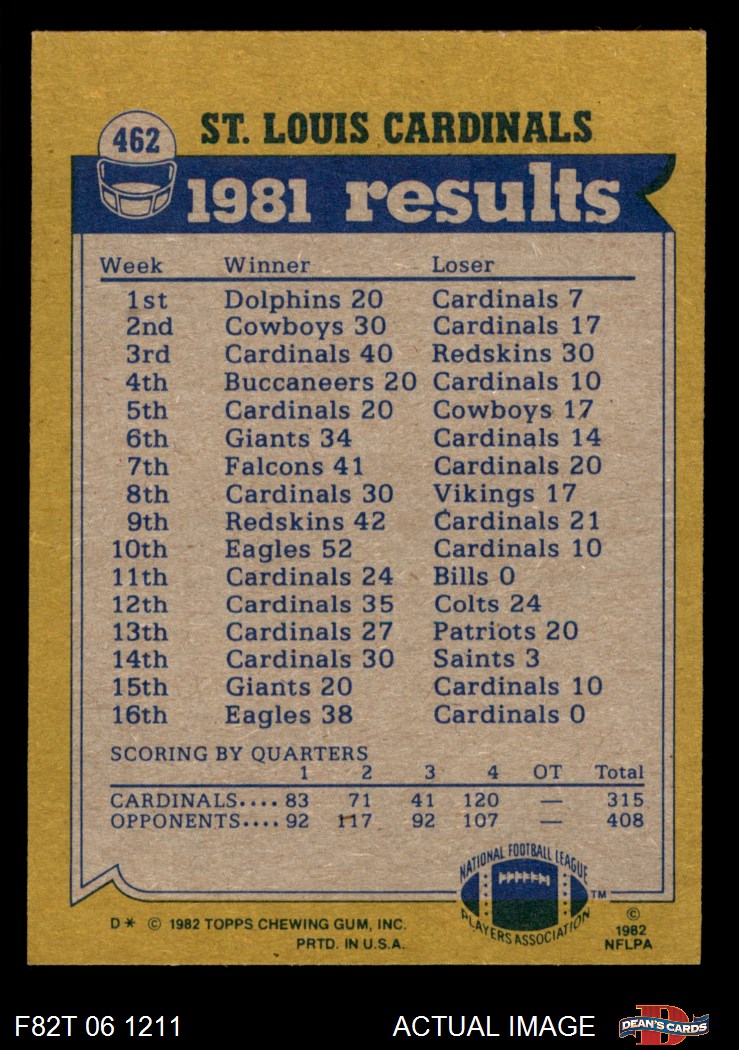 462 ST. LOUIS CARDINALS
1981 results
Week Winner Loser
1st Dolphins 20 Cardinals 7
2nd Cowboys 30 Cardinals 17
3rd Cardinals 40 Redskins 30
4th Buccaneers 20 Cardinals 10
5th Cardinals 20 Cowboys 17
6th Giants 34 Cardinals 14
7th Falcons 41 Cardinals 20
8th Cardinals 30 Vikings 17
9th Redskins 42 Cardinals 21
10th Eagles 52 Cardinals 10
11th Cardinals 24 Bills 0
12th Cardinals 35 Colts 24
13th Cardinals 27 Patriots 20
14th Cardinals 30 Saints 3
15th Giants 20 Cardinals 10
16th Eagles 38 Cardinals 0
SCORING BY QUARTERS
1 2 3 4 OT Total
CARDINALS.... 83 71 41 120 — 315
OPPONENTS.... 92 117 92 107 — 408
NATIONAL FOOTBALL LEAGUE
PLAYERS ASSOCIATION TM
D* © 1982 TOPPS CHEWING GUM, INC.
PRTD. IN U.S.A.
©
1982
NFLPA
F82T 06 1211 ACTUAL IMAGE
D
DEAN'S CARDS